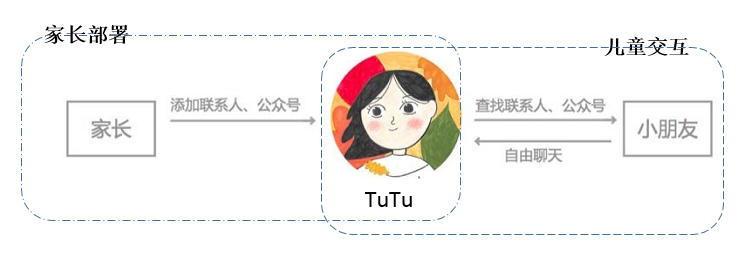 家长部署
儿童交互
添加联系人、公众号
查找联系人、公众号
家长
小朋友
自由聊天
TuTu